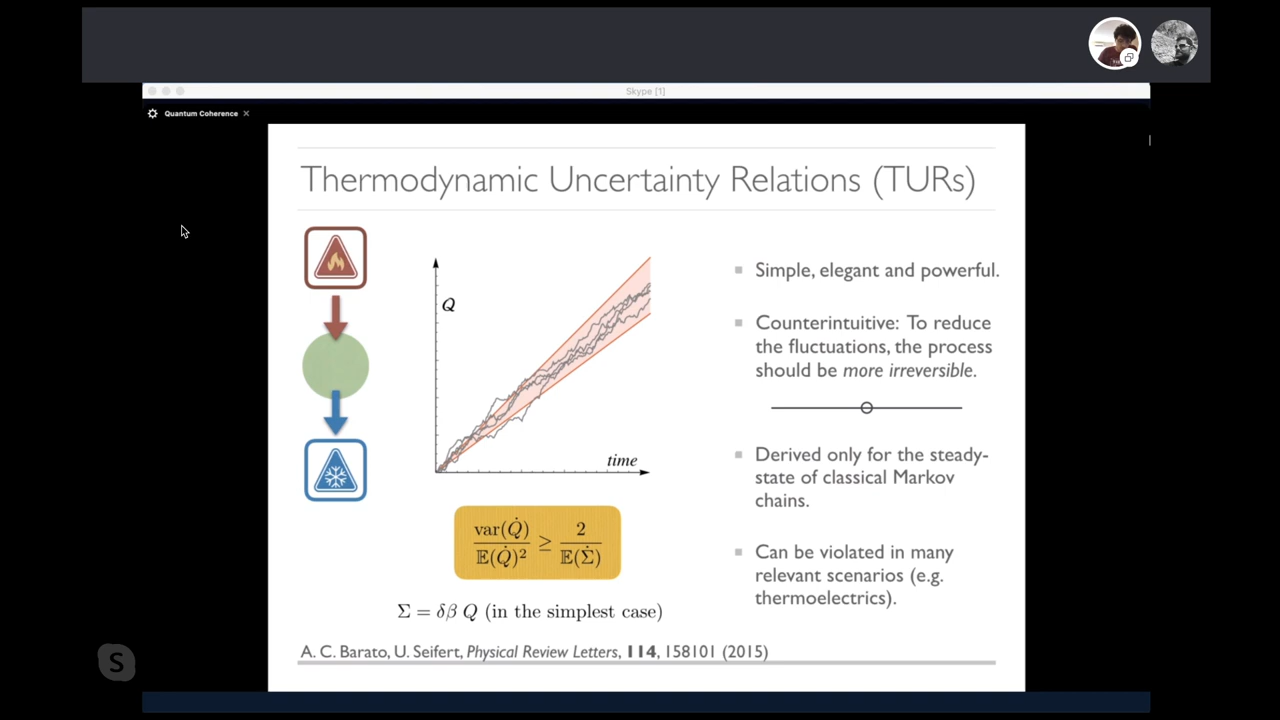 Skype [1]
Quantum Coherence
Thermodynamic Uncertainty Relations (TURs)
Q
time
var(Q̇) / 𝔼(Q̇)² ≥ 2 / 𝔼(Σ̇)
Σ = δβ Q (in the simplest case)
Simple, elegant and powerful.
Counterintuitive: To reduce
the fluctuations, the process
should be more irreversible.
Derived only for the steady-
state of classical Markov
chains.
Can be violated in many
relevant scenarios (e.g.
thermoelectrics).
A. C. Barato, U. Seifert, Physical Review Letters, 114, 158101 (2015)
S